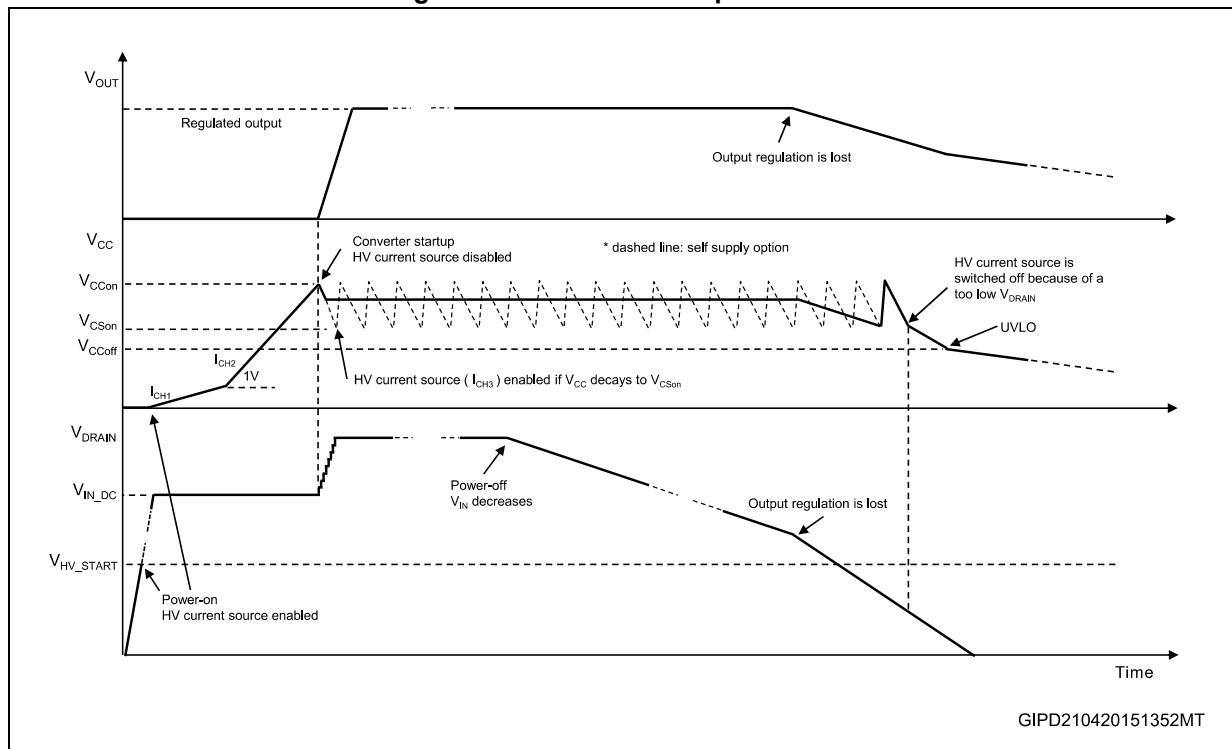 V_OUT
Regulated output
Output regulation is lost
V_CC
Converter startup
HV current source disabled
* dashed line: self supply option
HV current source is
switched off because of a
too low V_DRAIN
V_CCon
V_CSon
V_CCoff
UVLO
I_CH2
1V
HV current source ( I_CH3 ) enabled if V_CC decays to V_CSon
I_CH1
V_DRAIN
Power-off
V_IN decreases
V_IN_DC
Output regulation is lost
V_HV_START
Power-on
HV current source enabled
Time
GIPD210420151352MT